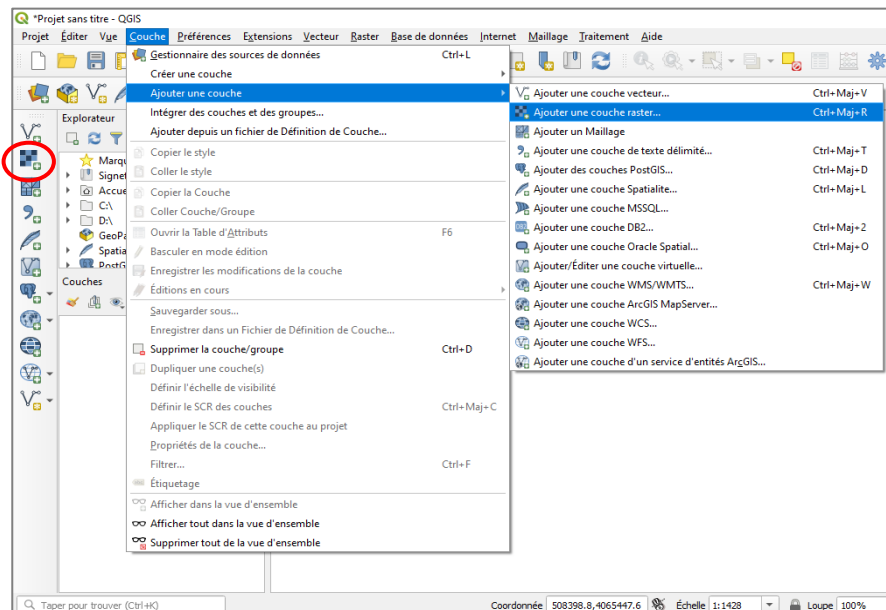 *Projet sans titre - QGIS
Projet Éditer Vue Couche Préférences Extensions Vecteur Raster Base de données Internet Maillage Traitement Aide
Gestionnaire des sources de données Ctrl+L
Créer une couche
Ajouter une couche
Intégrer des couches et des groupes...
Ajouter depuis un fichier de Définition de Couche...
Copier le style
Coller le style
Copier la Couche
Coller Couche/Groupe
Ouvrir la Table d'Attributs F6
Basculer en mode édition
Enregistrer les modifications de la couche
Éditions en cours
Sauvegarder sous...
Enregistrer dans un Fichier de Définition de Couche...
Supprimer la couche/groupe Ctrl+D
Dupliquer une couche(s)
Définir l'échelle de visibilité
Définir le SCR des couches Ctrl+Maj+C
Appliquer le SCR de cette couche au projet
Propriétés de la couche...
Filtrer... Ctrl+F
Étiquetage
Afficher dans la vue d'ensemble
Afficher tout dans la vue d'ensemble
Supprimer tout de la vue d'ensemble
Ajouter une couche vecteur... Ctrl+Maj+V
Ajouter une couche raster... Ctrl+Maj+R
Ajouter un Maillage
Ajouter une couche de texte délimité... Ctrl+Maj+T
Ajouter des couches PostGIS... Ctrl+Maj+D
Ajouter une couche Spatialite... Ctrl+Maj+L
Ajouter une couche MSSQL...
Ajouter une couche DB2... Ctrl+Maj+2
Ajouter une couche Oracle Spatial... Ctrl+Maj+O
Ajouter/Éditer une couche virtuelle...
Ajouter une couche WMS/WMTS... Ctrl+Maj+W
Ajouter une couche ArcGIS MapServer...
Ajouter une couche WCS...
Ajouter une couche WFS...
Ajouter une couche d'un service d'entités ArcGIS...
Explorateur
Marqu
Signet
Accue
C:\
D:\
GeoPa
Spatia
PostG
Couches
Taper pour trouver (Ctrl+K) Coordonnée 508398.8,4065447.6 Échelle 1:1428 Loupe 100%